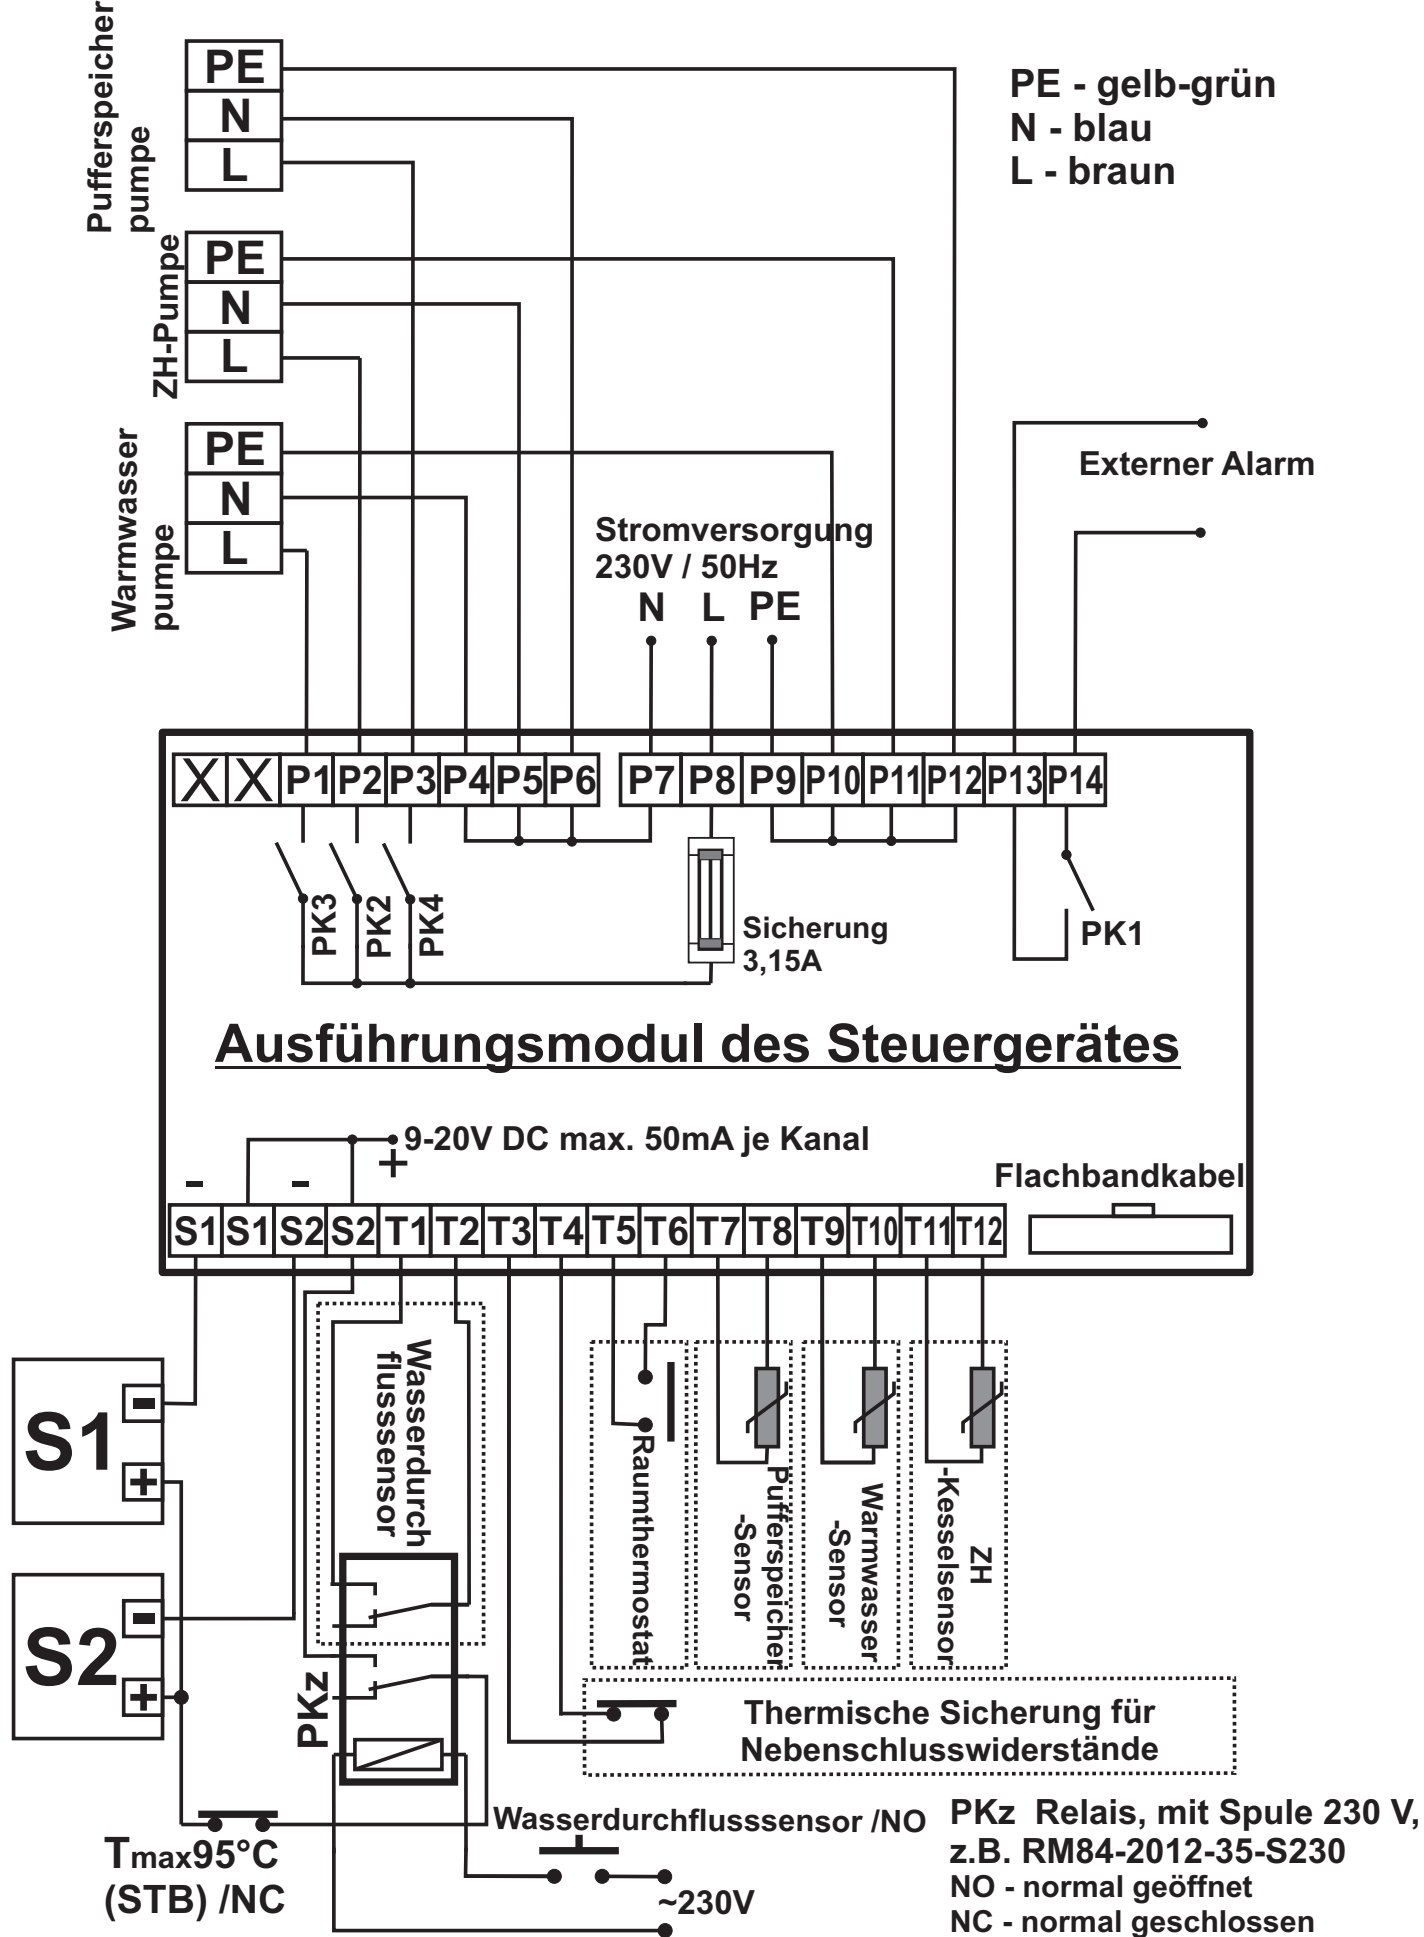 Pufferspeicher
pumpe
PE
N
L
PE - gelb-grün
N - blau
L - braun
ZH-Pumpe
PE
N
L
Warmwasser
pumpe
PE
N
L
Externer Alarm
Stromversorgung
230V / 50Hz
N L PE
X X P1 P2 P3 P4 P5 P6 P7 P8 P9 P10 P11 P12 P13 P14
PK3
PK2
PK4
Sicherung
3,15A
PK1
Ausführungsmodul des Steuergerätes
9-20V DC max. 50mA je Kanal
+
- -
Flachbandkabel
S1 S1 S2 S2 T1 T2 T3 T4 T5 T6 T7 T8 T9 T10 T11 T12
S1
-
+
S2
-
+
Wasserdurch
flusssensor
Raumthermostat
Pufferspeicher
-Sensor
Warmwasser
-Sensor
ZH
-Kesselsensor
PKz
Thermische Sicherung für
Nebenschlusswiderstände
Tmax95°C
(STB) /NC
Wasserdurchflusssensor /NO
~230V
PKz Relais, mit Spule 230 V,
z.B. RM84-2012-35-S230
NO - normal geöffnet
NC - normal geschlossen